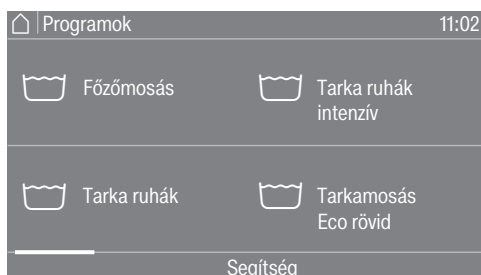 Programok 11:02
Főzőmosás
Tarka ruhák
intenzív
Tarka ruhák
Tarkamosás
Eco rövid
Segítség